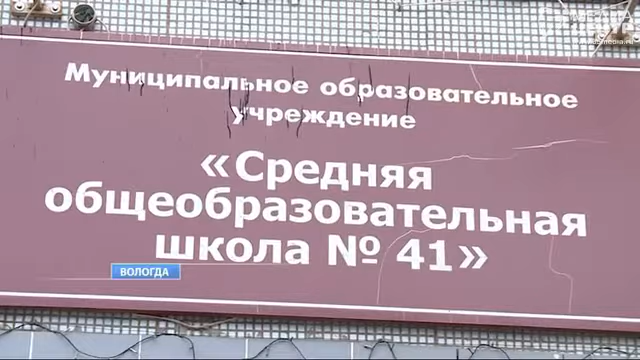 Муниципальное образовательное
учреждение
«Средняя
общеобразовательная
школа № 41»
ВОЛОГДА